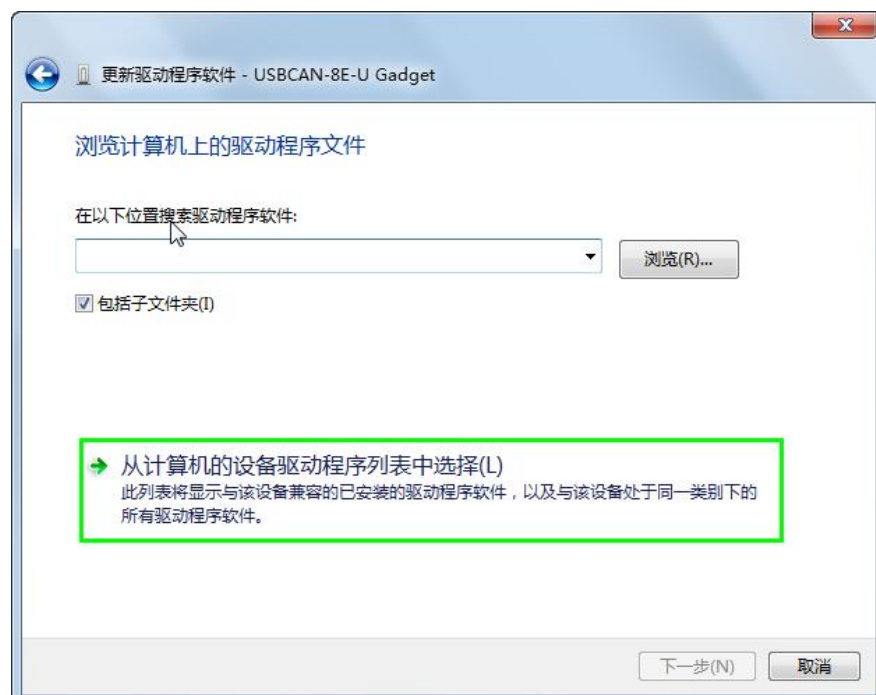 更新驱动程序软件 - USBCAN-8E-U Gadget
浏览计算机上的驱动程序文件
在以下位置搜索驱动程序软件:
浏览(R)...
包括子文件夹(I)
从计算机的设备驱动程序列表中选择(L)
此列表将显示与该设备兼容的已安装的驱动程序软件，以及与该设备处于同一类别下的
所有驱动程序软件。
下一步(N)
取消